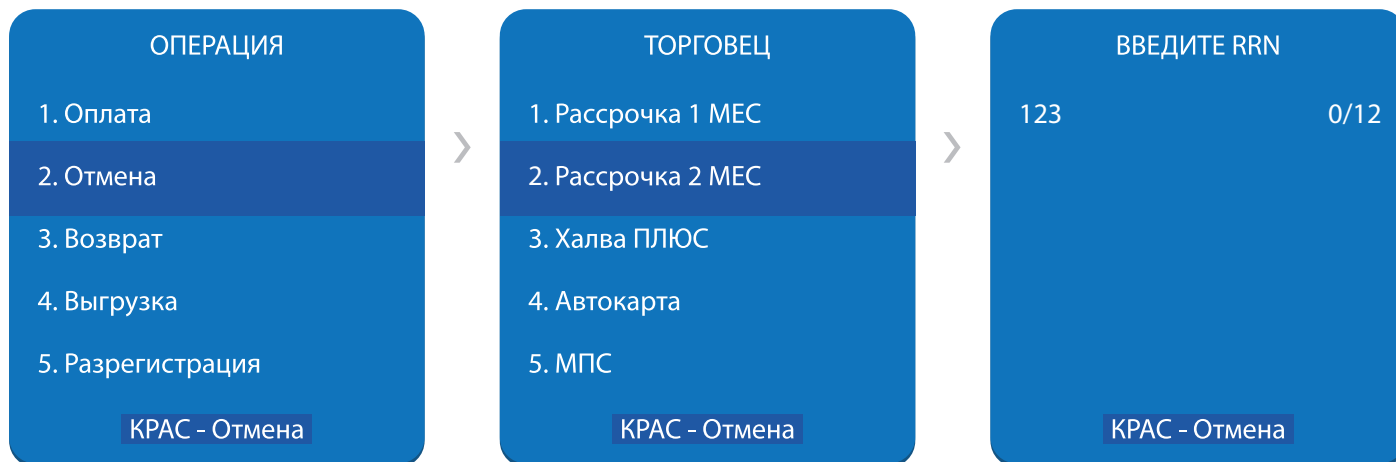 ОПЕРАЦИЯ
1. Оплата
2. Отмена
3. Возврат
4. Выгрузка
5. Разрегистрация
КРАС - Отмена
ТОРГОВЕЦ
1. Рассрочка 1 МЕС
2. Рассрочка 2 МЕС
3. Халва ПЛЮС
4. Автокарта
5. МПС
КРАС - Отмена
ВВЕДИТЕ RRN
123 0/12
КРАС - Отмена